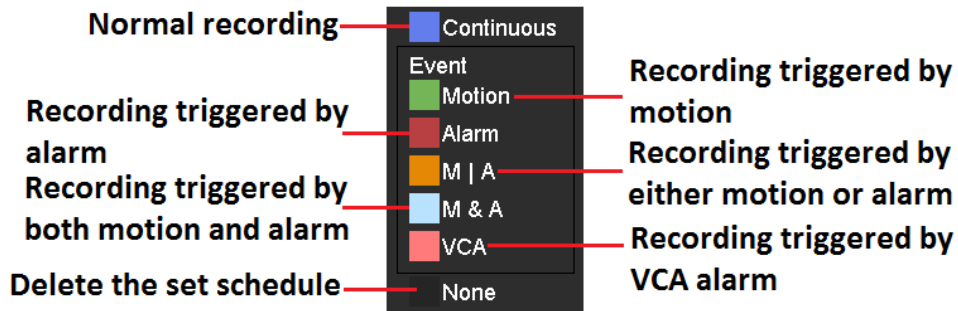 Normal recording
Continuous
Event
Motion
Recording triggered by
motion
Recording triggered by
alarm
Alarm
M | A
Recording triggered by
either motion or alarm
Recording triggered by
both motion and alarm
M & A
VCA
Recording triggered by
VCA alarm
Delete the set schedule
None